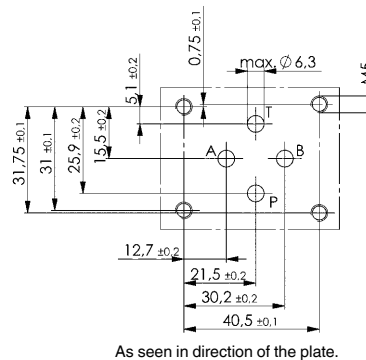 0,75 ±0,1
max. Ø 6,3
M5
5,1 ±0,2
T
15,5 ±0,2
25,9 ±0,2
31 ±0,1
31,75 ±0,1
A
B
P
12,7 ±0,2
21,5 ±0,2
30,2 ±0,2
40,5 ±0,1
As seen in direction of the plate.